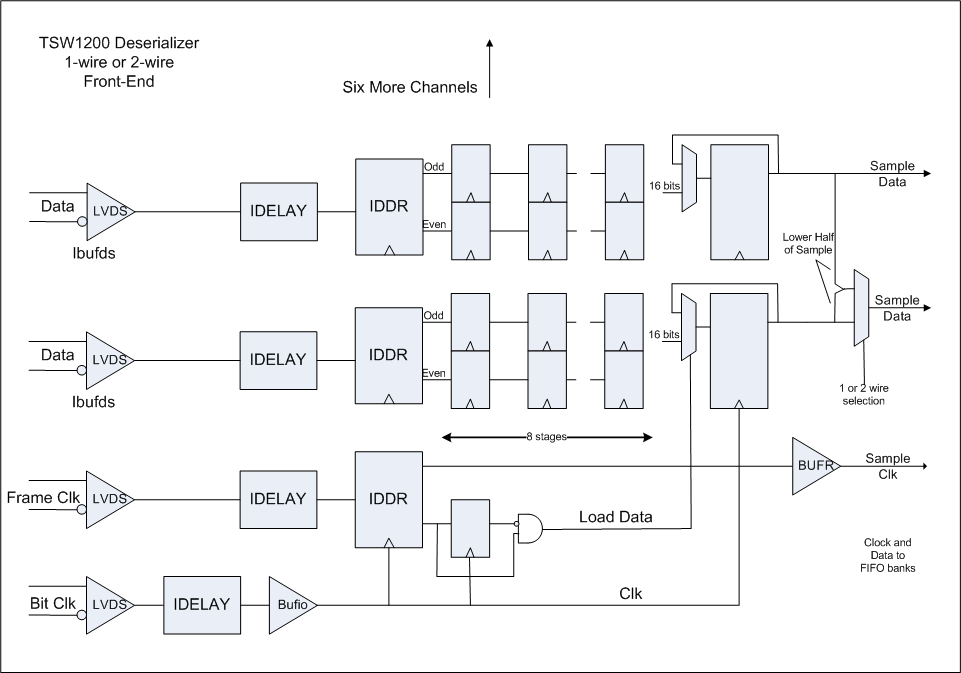 TSW1200 Deserializer
1-wire or 2-wire
Front-End
Six More Channels
Data
LVDS
Ibufds
IDELAY
IDDR
Odd
Even
16 bits
Sample
Data
Lower Half
of Sample
Data
LVDS
Ibufds
IDELAY
IDDR
Odd
Even
16 bits
Sample
Data
1 or 2 wire
selection
8 stages
Frame Clk
LVDS
IDELAY
IDDR
BUFR
Sample
Clk
Load Data
Clock and
Data to
FIFO banks
Bit Clk
LVDS
IDELAY
Bufio
Clk